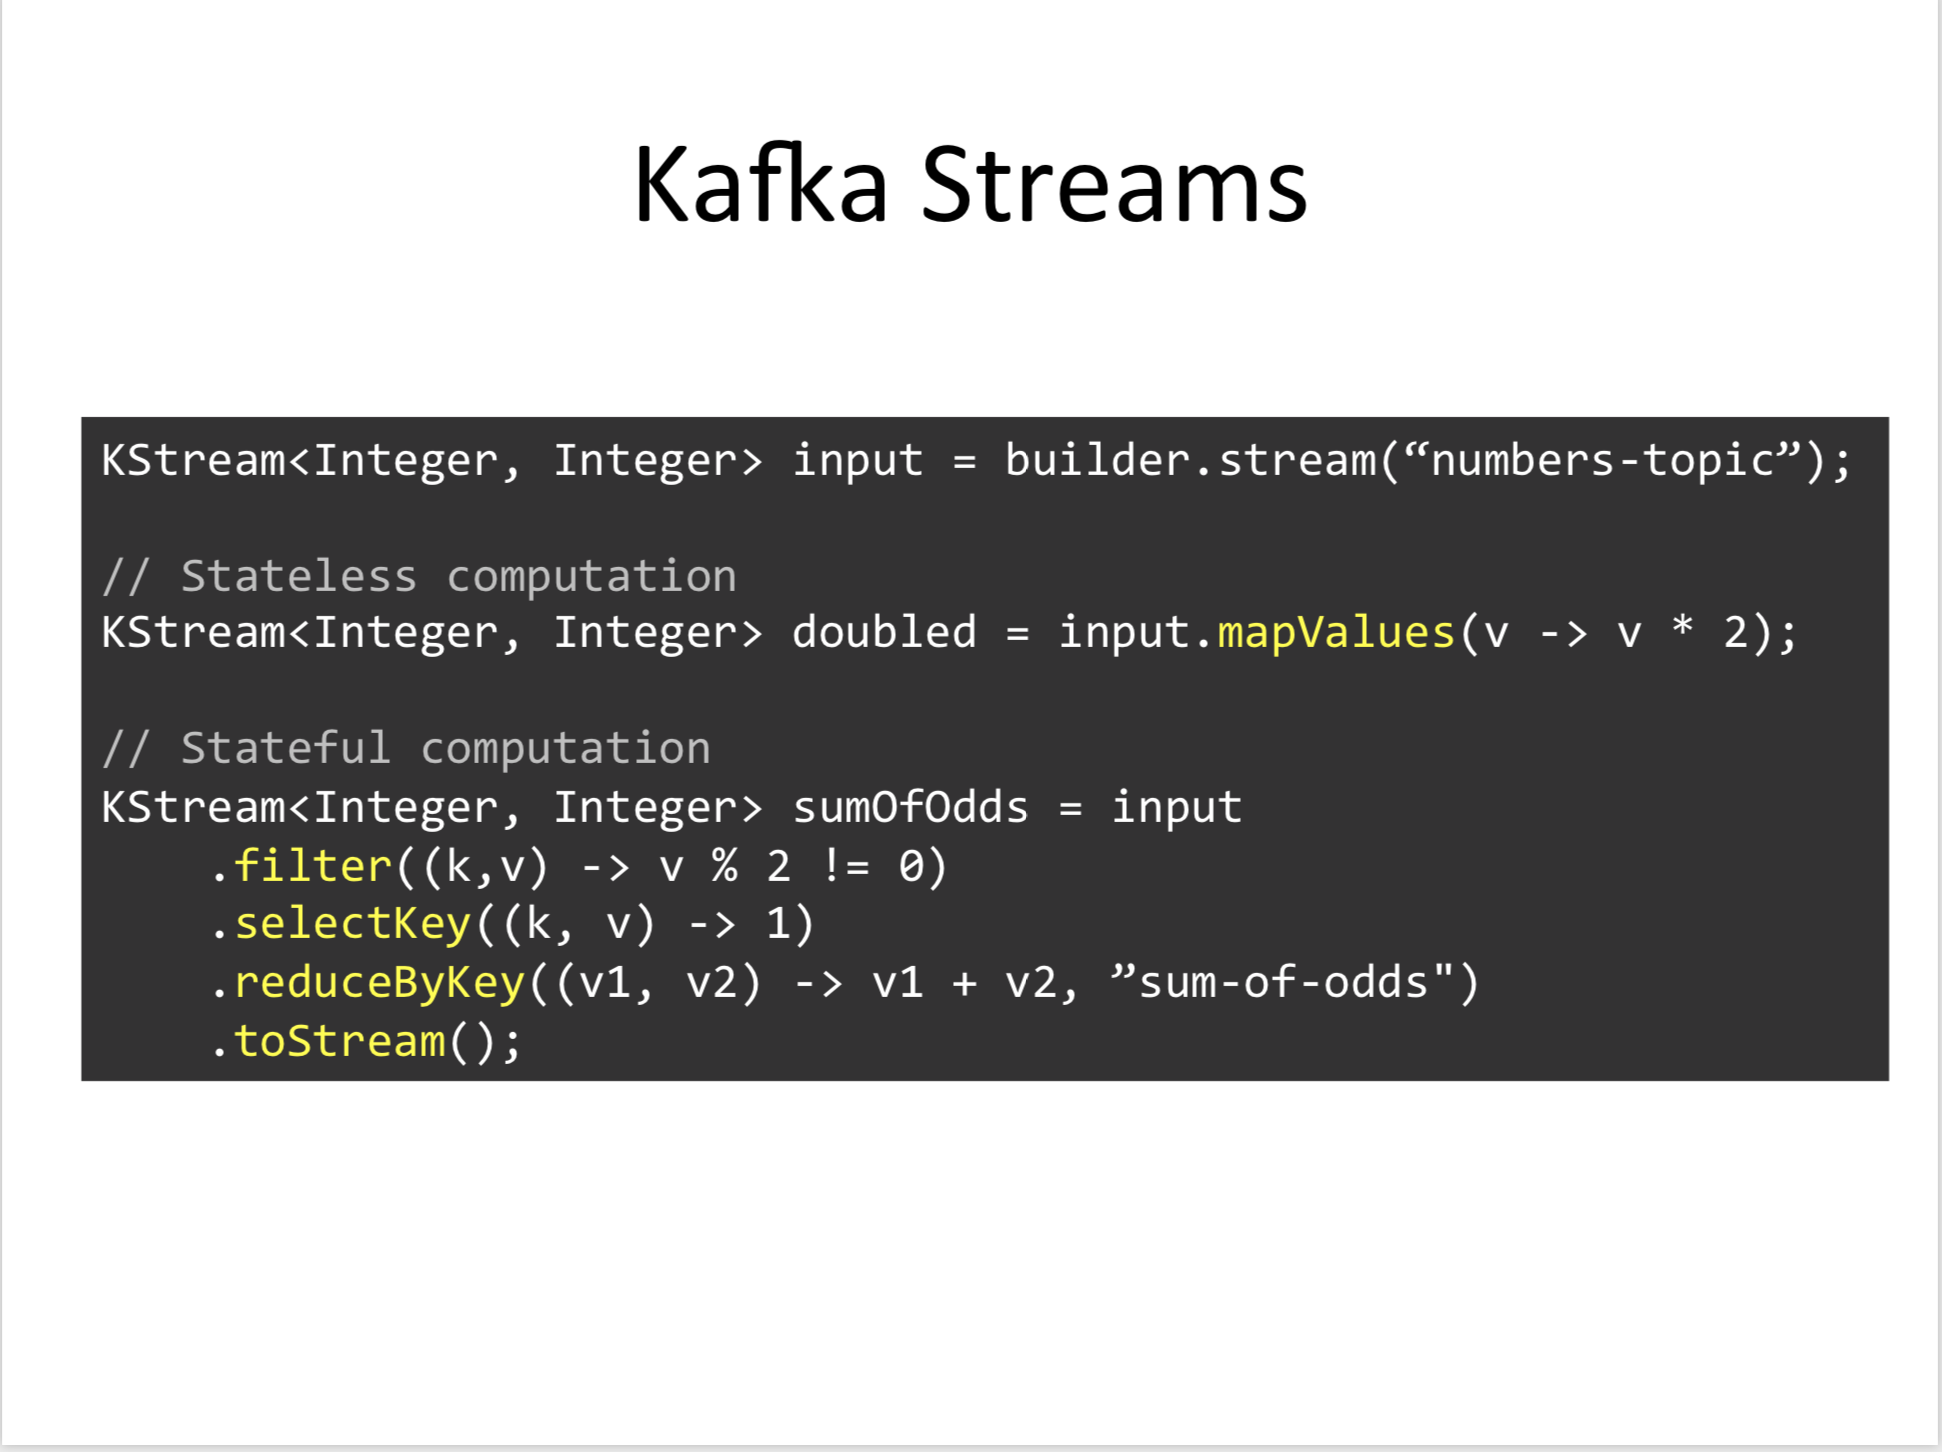 Kafka Streams
KStream<Integer, Integer> input = builder.stream(“numbers-topic”);
// Stateless computation
KStream<Integer, Integer> doubled = input.mapValues(v -> v * 2);
// Stateful computation
KStream<Integer, Integer> sumOfOdds = input
    .filter((k,v) -> v % 2 != 0)
    .selectKey((k, v) -> 1)
    .reduceByKey((v1, v2) -> v1 + v2, ”sum-of-odds")
    .toStream();